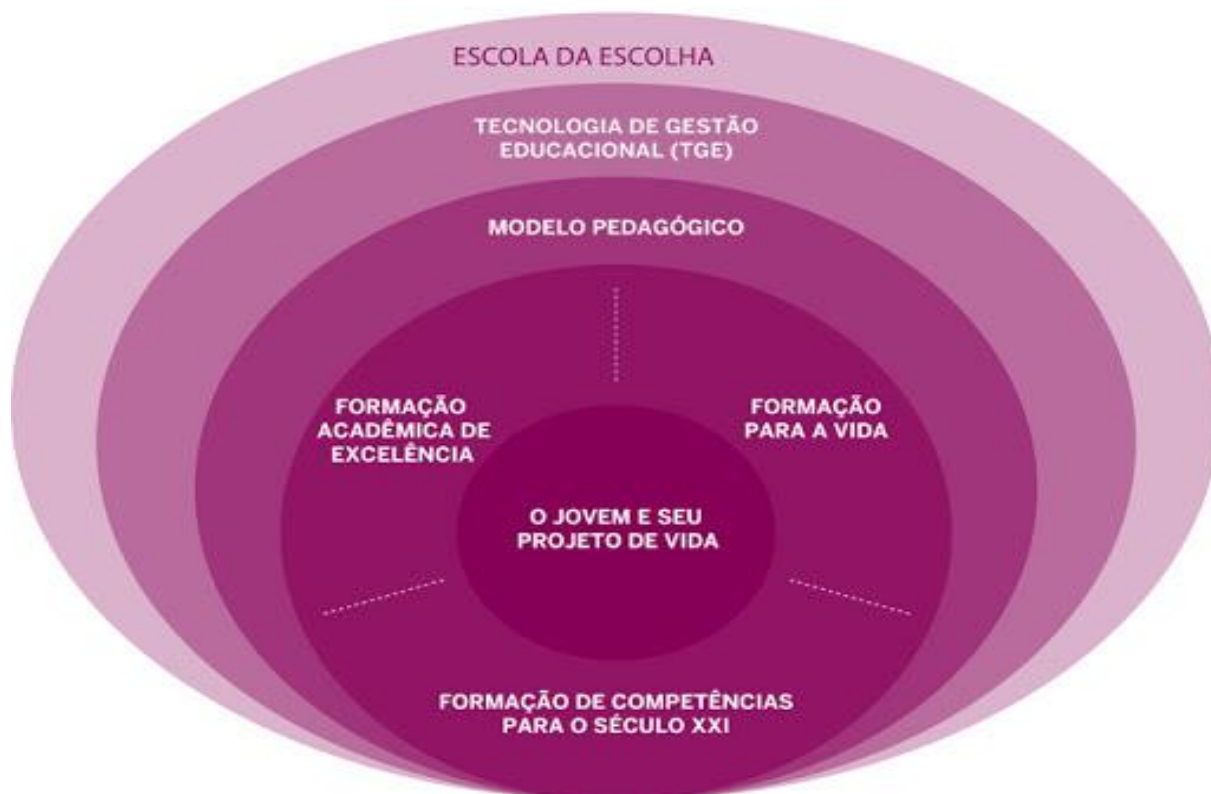 ESCOLA DA ESCOLHA
TECNOLOGIA DE GESTÃO
EDUCACIONAL (TGE)
MODELO PEDAGÓGICO
FORMAÇÃO
ACADÊMICA DE
EXCELÊNCIA
FORMAÇÃO
PARA A VIDA
O JOVEM E SEU
PROJETO DE VIDA
FORMAÇÃO DE COMPETÊNCIAS
PARA O SÉCULO XXI